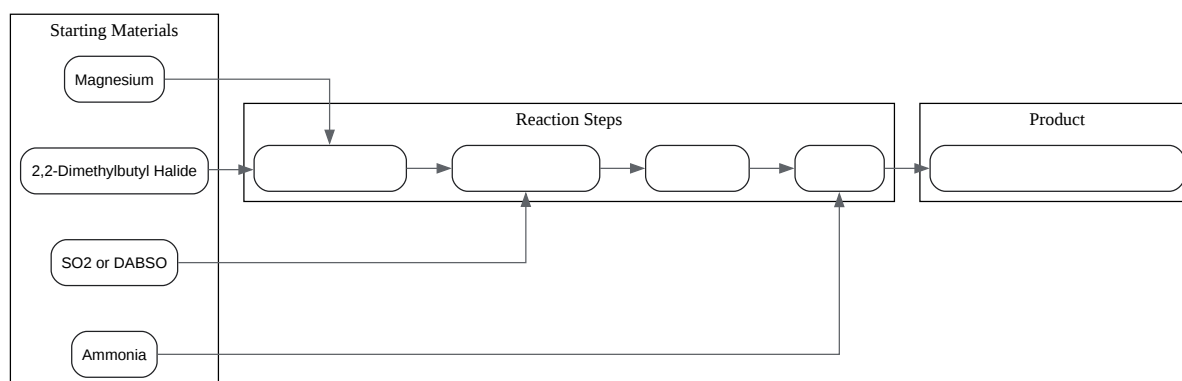 Starting Materials
Magnesium
2,2-Dimethylbutyl Halide
SO2 or DABSO
Ammonia
Reaction Steps
Product